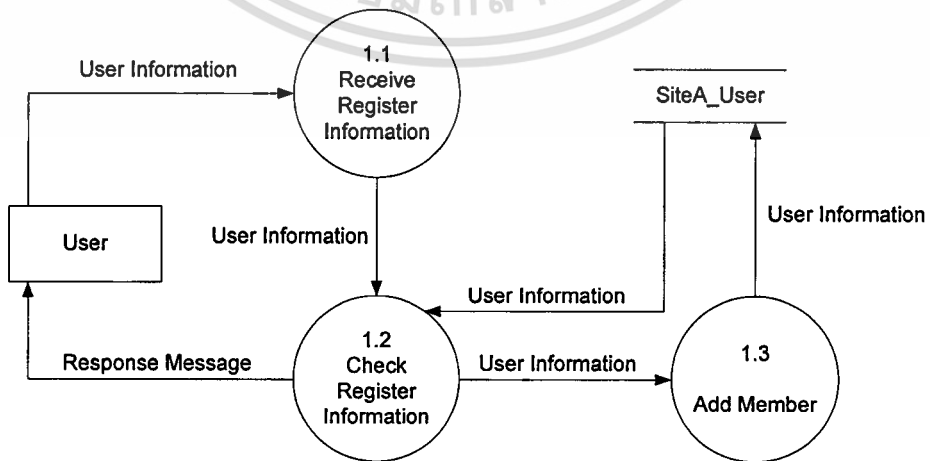 1.1
Receive
Register
Information
User Information
SiteA_User
User Information
User
User Information
User Information
1.2
Check
Register
Information
Response Message
User Information
1.3
Add Member